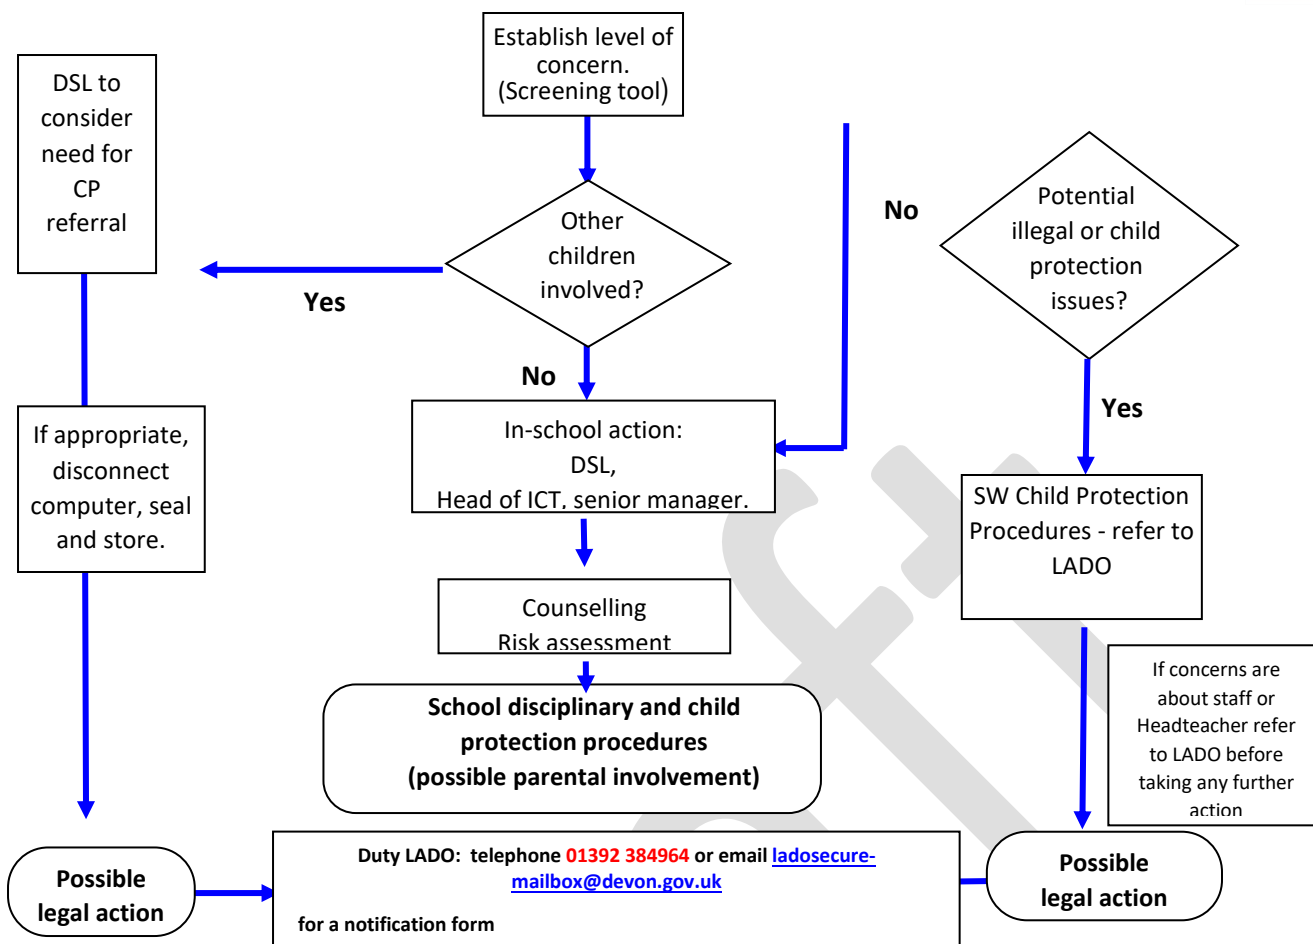 Establish level of
concern.
(Screening tool)
DSL to
consider
need for
CP
referral
Other
children
involved?
Yes
No
No
Potential
illegal or child
protection
issues?
Yes
If appropriate,
disconnect
computer, seal
and store.
In-school action:
DSL,
Head of ICT, senior manager.
SW Child Protection
Procedures - refer to
LADO
Counselling
Risk assessment
School disciplinary and child
protection procedures
(possible parental involvement)
If concerns are
about staff or
Headteacher refer
to LADO before
taking any further
action
Possible
legal action
Duty LADO: telephone 01392 384964 or email ladosecure-
mailbox@devon.gov.uk
for a notification form
Possible
legal action